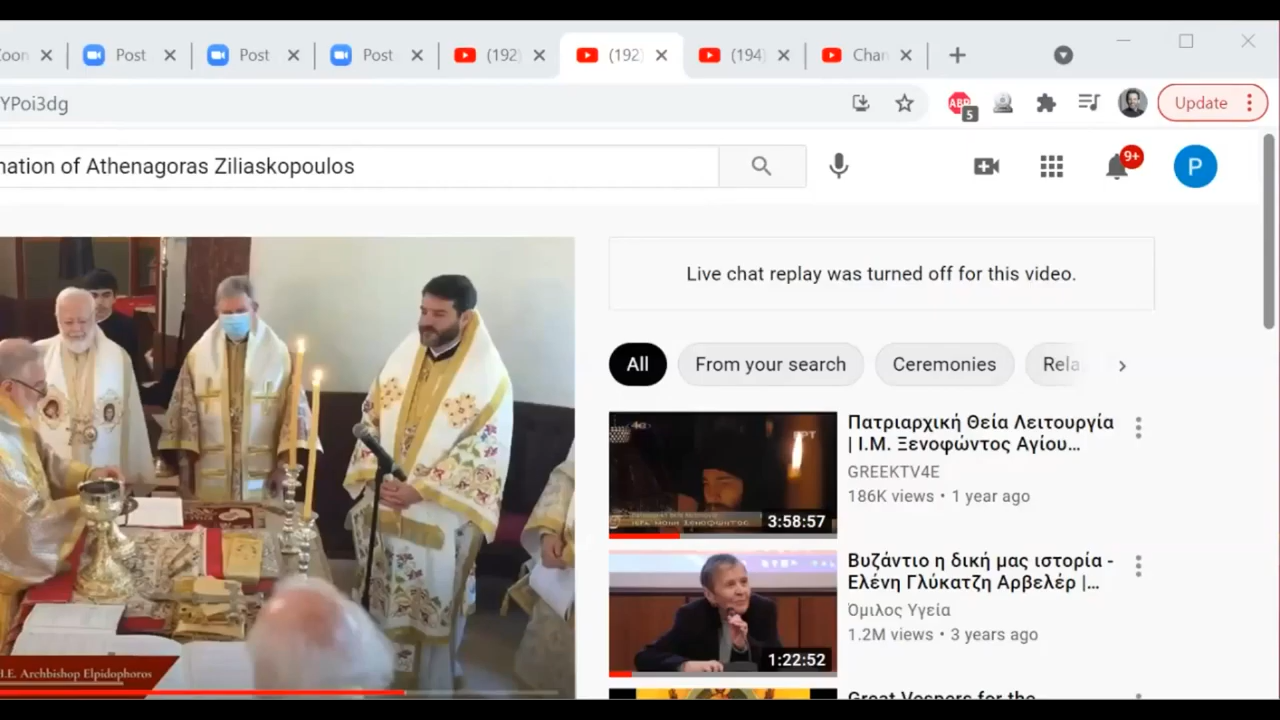 Post
Post
Post
(192)
(192)
(194)
Chan
YPoi3dg
ABP
5
Update
nation of Athenagoras Ziliaskopoulos
9+
P
Live chat replay was turned off for this video.
All
From your search
Ceremonies
Rela
Πατριαρχική Θεία Λειτουργία
| Ι.Μ. Ξενοφώντος Αγίου...
GREEKTV4E
186K views • 1 year ago
3:58:57
Βυζάντιο η δική μας ιστορία -
Ελένη Γλύκατζη Αρβελέρ |...
Όμιλος Υγεία
1.2M views • 3 years ago
1:22:52
H.E. Archbishop Elpidophoros
Great Vespers for the